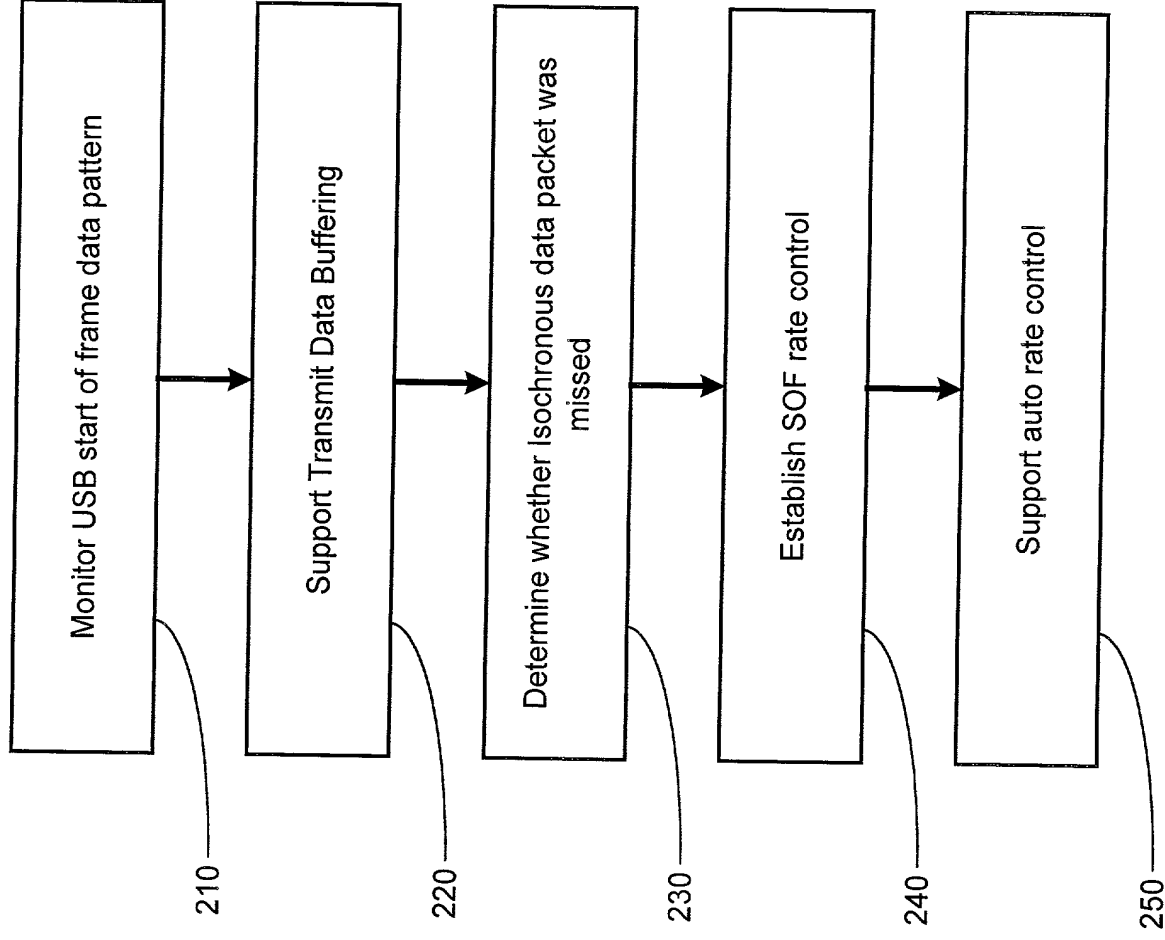 Monitor USB start of frame data pattern
210
Support Transmit Data Buffering
220
Determine whether Isochronous data packet was
missed
230
Establish SOF rate control
240
Support auto rate control
250